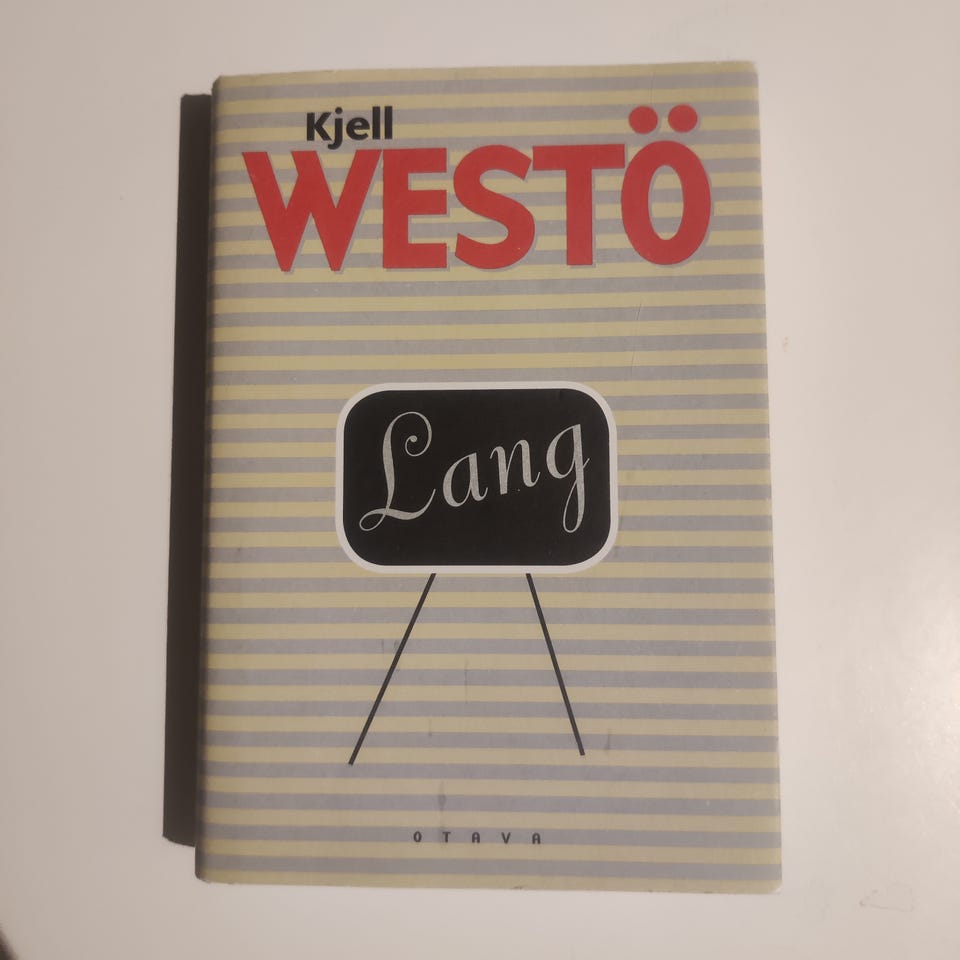 Kjell
WESTÖ
Lang
OTAVA